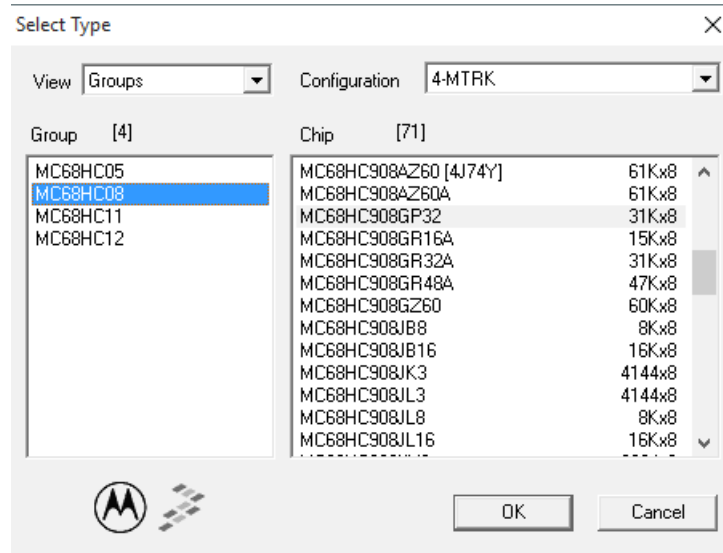 Select Type
View Groups Configuration 4-MTRK
Group [4] Chip [71]
MC68HC05
MC68HC08
MC68HC11
MC68HC12
MC68HC908AZ60 [4J74Y] 61Kx8
MC68HC908AZ60A 61Kx8
MC68HC908GP32 31Kx8
MC68HC908GR16A 15Kx8
MC68HC908GR32A 31Kx8
MC68HC908GR48A 47Kx8
MC68HC908GZ60 60Kx8
MC68HC908JB8 8Kx8
MC68HC908JB16 16Kx8
MC68HC908JK3 4144x8
MC68HC908JL3 4144x8
MC68HC908JL8 8Kx8
MC68HC908JL16 16Kx8
OK Cancel